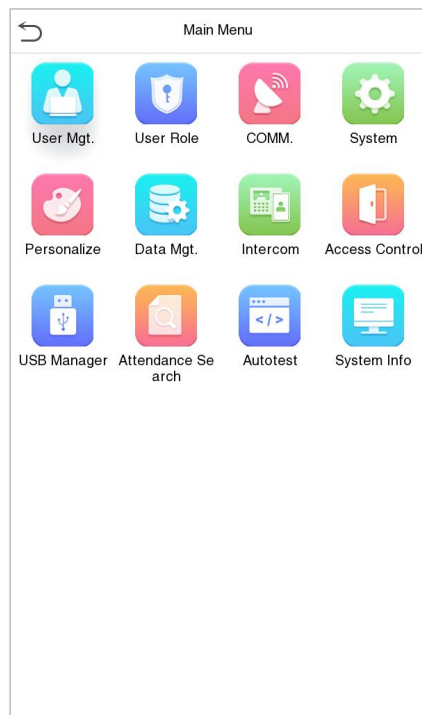 Main Menu
User Mgt.
User Role
COMM.
System
Personalize
Data Mgt.
Intercom
Access Control
USB Manager
Attendance Se
arch
Autotest
System Info